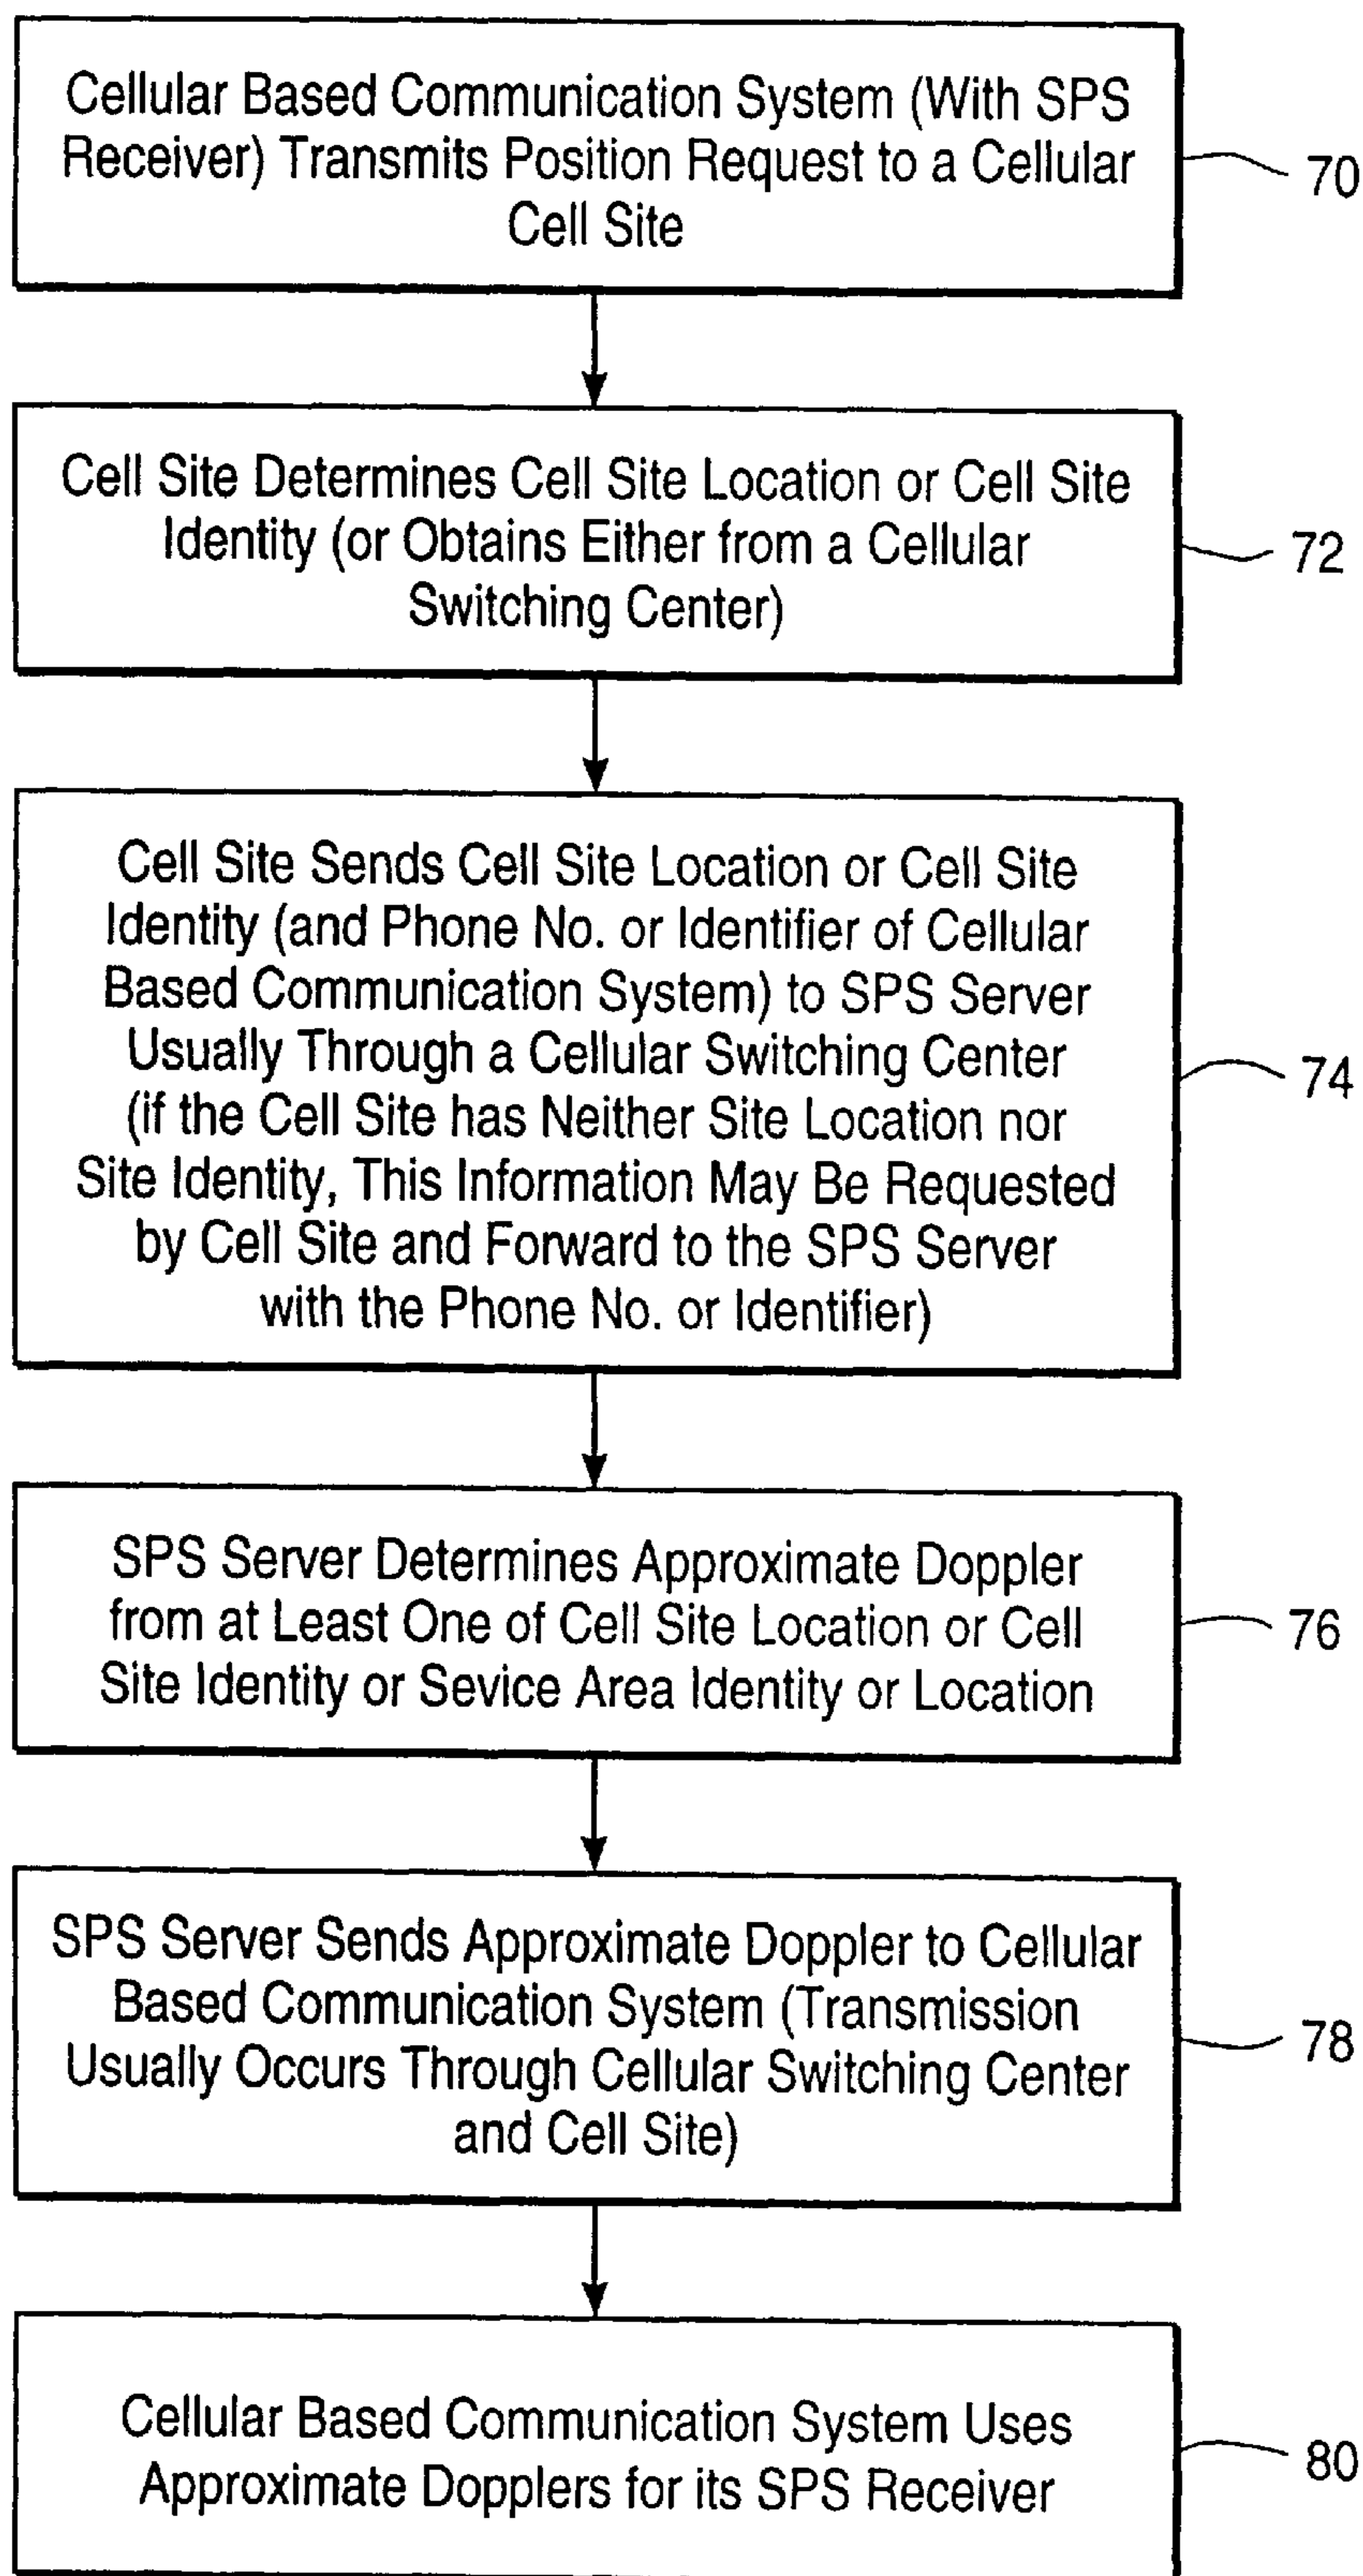 Cellular Based Communication System (With SPS
Receiver) Transmits Position Request to a Cellular
Cell Site
70
Cell Site Determines Cell Site Location or Cell Site
Identity (or Obtains Either from a Cellular
Switching Center)
72
Cell Site Sends Cell Site Location or Cell Site
Identity (and Phone No. or Identifier of Cellular
Based Communication System) to SPS Server
Usually Through a Cellular Switching Center
(if the Cell Site has Neither Site Location nor
Site Identity, This Information May Be Requested
by Cell Site and Forward to the SPS Server
with the Phone No. or Identifier)
74
SPS Server Determines Approximate Doppler
from at Least One of Cell Site Location or Cell
Site Identity or Sevice Area Identity or Location
76
SPS Server Sends Approximate Doppler to Cellular
Based Communication System (Transmission
Usually Occurs Through Cellular Switching Center
and Cell Site)
78
Cellular Based Communication System Uses
Approximate Dopplers for its SPS Receiver
80